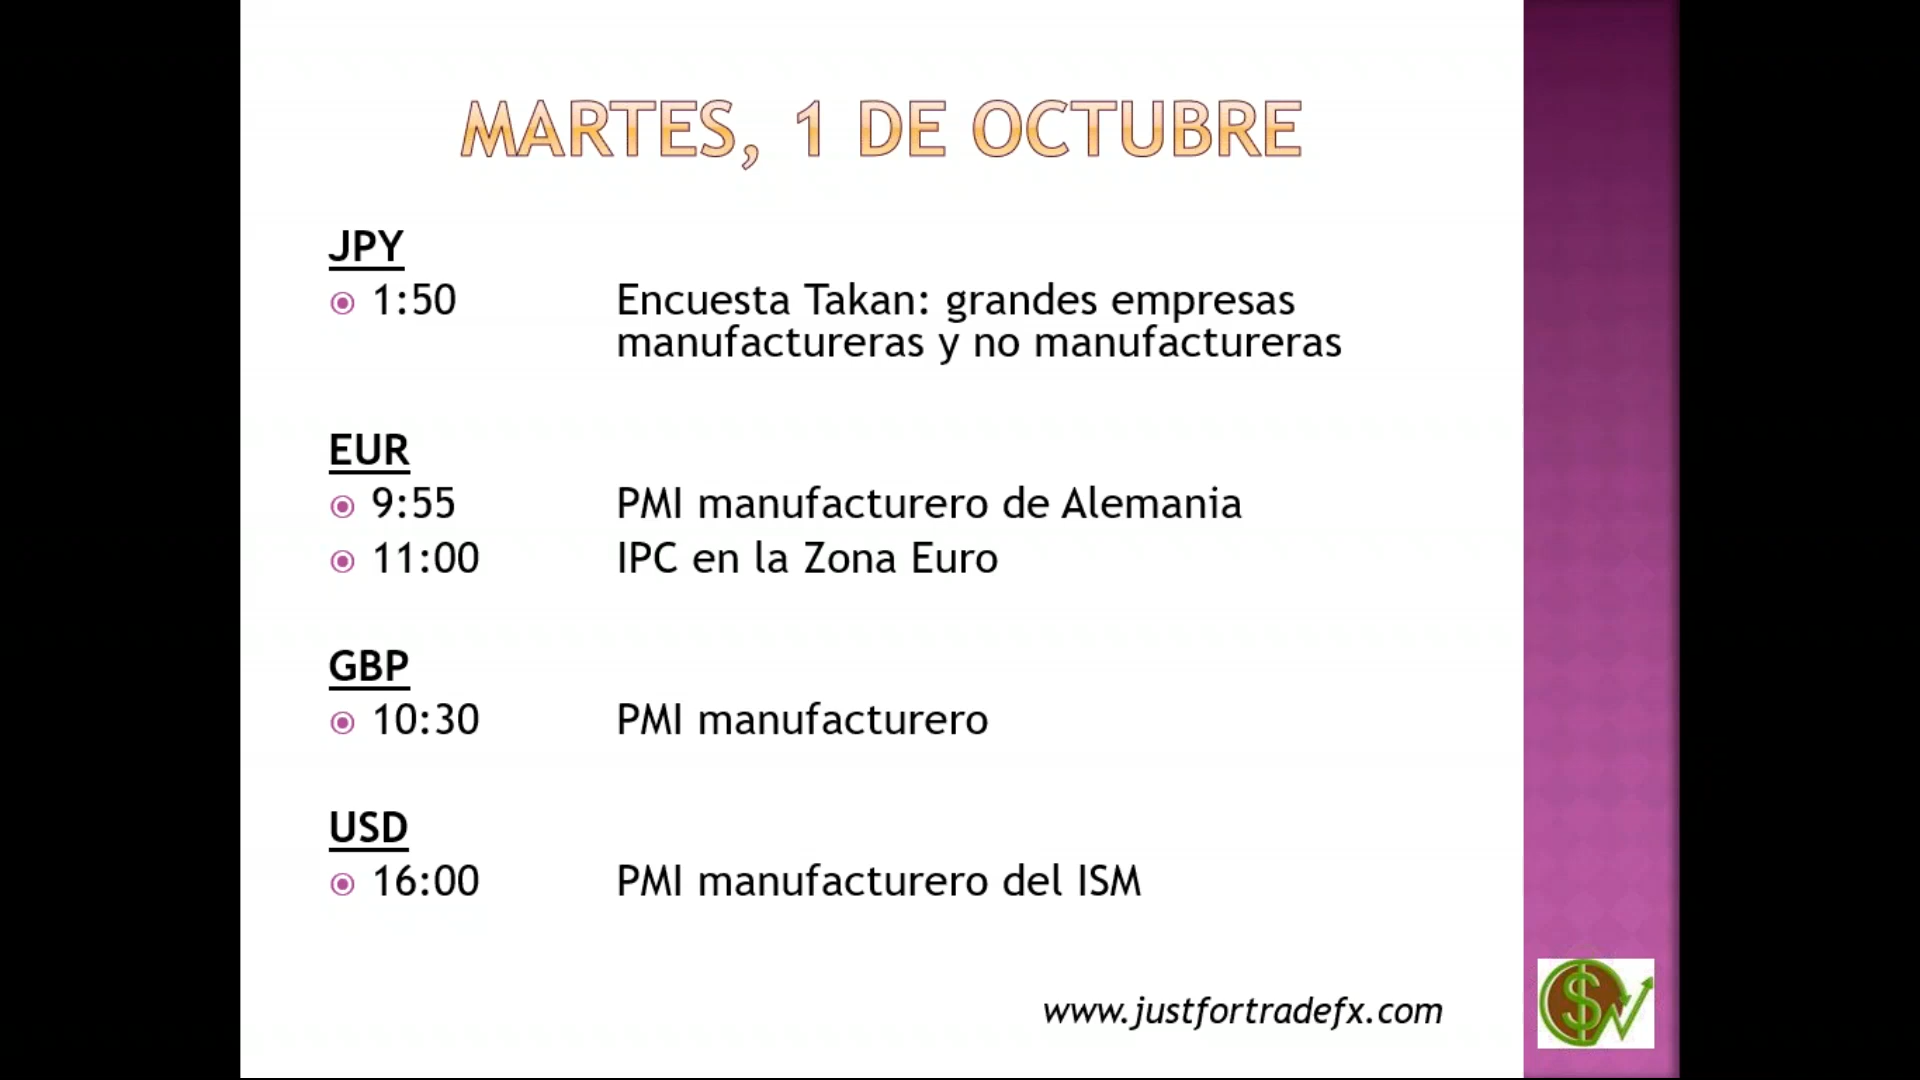 MARTES, 1 DE OCTUBRE
JPY
1:50 Encuesta Takan: grandes empresas
manufactureras y no manufactureras
EUR
9:55 PMI manufacturero de Alemania
11:00 IPC en la Zona Euro
GBP
10:30 PMI manufacturero
USD
16:00 PMI manufacturero del ISM
www.justfortradefx.com